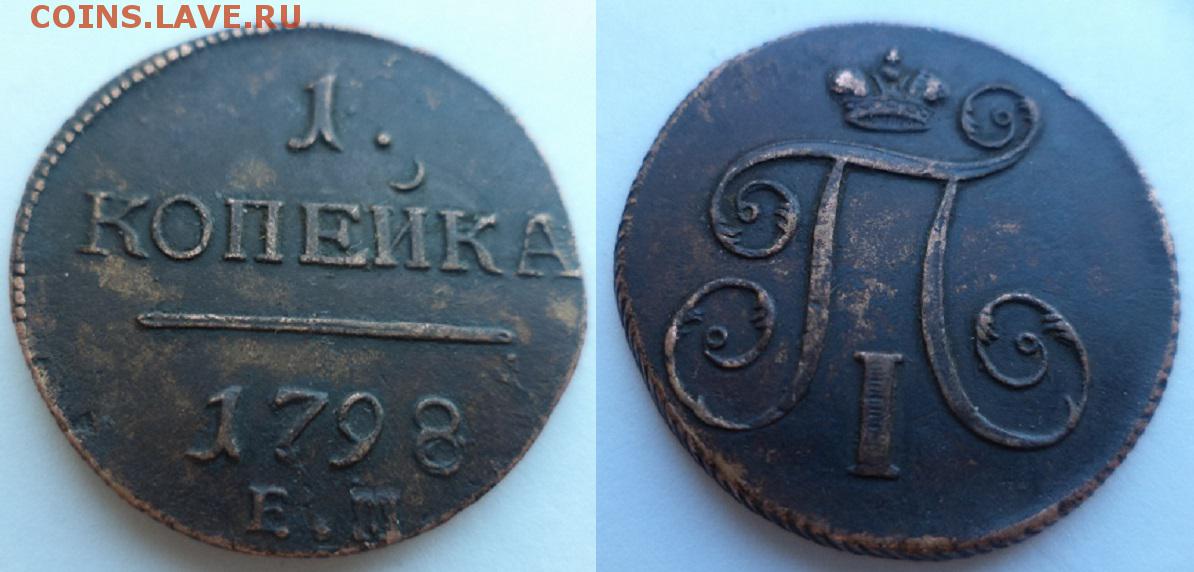 COINS.LAVE.RU
1.
КОПЕЙКА
1798
Е.М
П
I